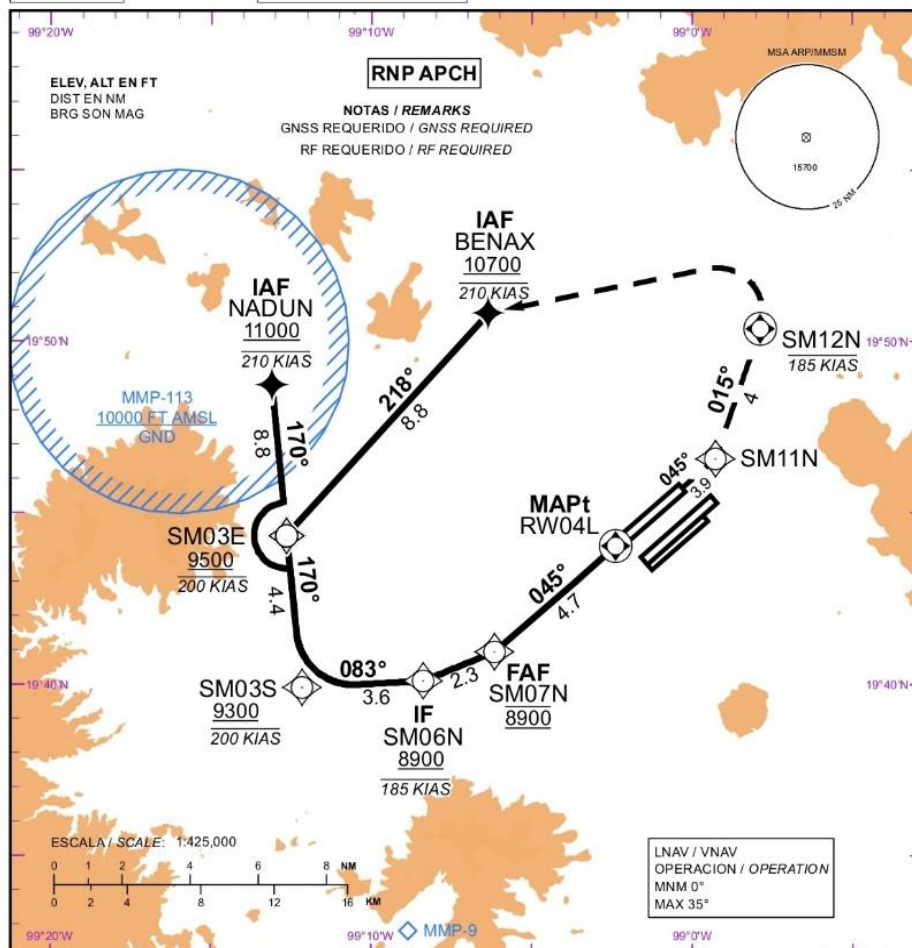 99°20'W
99°10'W
99°0'W
ELEV, ALT EN FT
DIST EN NM
BRG SON MAG
RNP APCH
NOTAS / REMARKS
GNSS REQUERIDO / GNSS REQUIRED
RF REQUERIDO / RF REQUIRED
MSA ARP/MMSM
15700
25 NM
IAF
BENAX
10700
210 KIAS
IAF
NADUN
11000
210 KIAS
19°50'N
19°50'N
SM12N
185 KIAS
MMP-113
10000 FT AMSL
GND
218°
8.8
015°
4
170°
8.8
SM11N
045°
3.9
MAPt
RW04L
SM03E
9500
200 KIAS
170°
4.4
045°
4.7
083°
3.6
2.3
SM03S
9300
200 KIAS
FAF
SM07N
8900
IF
SM06N
8900
185 KIAS
19°40'N
19°40'N
ESCALA / SCALE: 1:425,000
0 1 2 4 6 8 NM
0 2 4 8 12 16 KM
LNAV / VNAV
OPERACION / OPERATION
MNM 0°
MAX 35°
MMP-9
99°20'W
99°10'W
99°0'W